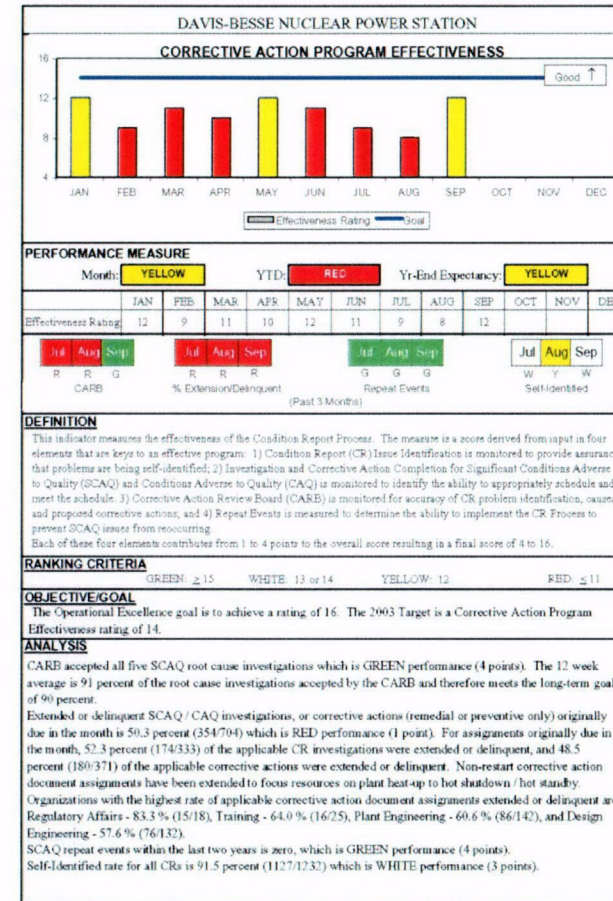 DAVIS-BESSE NUCLEAR POWER STATION
CORRECTIVE ACTION PROGRAM EFFECTIVENESS
16
Good ↑
12
8
4
JAN FEB MAR APR MAY JUN JUL AUG SEP OCT NOV DEC
Effectiveness Rating Goal
PERFORMANCE MEASURE
Month: YELLOW YTD: RED Yr-End Expectancy: YELLOW
JAN FEB MAR APR MAY JUN JUL AUG SEP OCT NOV DE
Effectiveness Rating 12 9 11 10 12 11 9 8 12
Jul Aug Sep Jul Aug Sep Jul Aug Sep Jul Aug Sep
R R G R R R G G G W Y W
CARB % Extension/Delinquent Repeat Events Self-Identified
(Past 3 Months)
DEFINITION
This indicator measures the effectiveness of the Condition Report Process. The measure is a score derived from input in four
elements that are keys to an effective program: 1) Condition Report (CR) Issue Identification is monitored to provide assuranc
that problems are being self-identified; 2) Investigation and Corrective Action Completion for Significant Conditions Adverse
to Quality (SCAQ) and Conditions Adverse to Quality (CAQ) is monitored to identify the ability to appropriately schedule and
meet the schedule. 3) Corrective Action Review Board (CARB) is monitored for accuracy of CR problem identification, cause
and proposed corrective actions; and 4) Repeat Events is measured to determine the ability to implement the CR Process to
prevent SCAQ issues from reoccurring.
Each of these four elements contributes from 1 to 4 points to the overall score resulting in a final score of 4 to 16.
RANKING CRITERIA
GREEN: ≥ 15 WHITE: 13 or 14 YELLOW: 12 RED: ≤ 11
OBJECTIVE/GOAL
The Operational Excellence goal is to achieve a rating of 16. The 2003 Target is a Corrective Action Program
Effectiveness rating of 14.
ANALYSIS
CARB accepted all five SCAQ root cause investigations which is GREEN performance (4 points). The 12 week
average is 91 percent of the root cause investigations accepted by the CARB and therefore meets the long-term goal
of 90 percent.
Extended or delinquent SCAQ / CAQ investigations, or corrective actions (remedial or preventive only) originally
due in the month is 50.3 percent (354/704) which is RED performance (1 point). For assignments originally due in
the month, 52.3 percent (174/333) of the applicable CR investigations were extended or delinquent, and 48.5
percent (180/371) of the applicable corrective actions were extended or delinquent. Non-restart corrective action
document assignments have been extended to focus resources on plant heat-up to hot shutdown / hot standby.
Organizations with the highest rate of applicable corrective action document assignments extended or delinquent are
Regulatory Affairs - 83.3 % (15/18), Training - 64.0 % (16/25), Plant Engineering - 60.6 % (86/142), and Design
Engineering - 57.6 % (76/132).
SCAQ repeat events within the last two years is zero, which is GREEN performance (4 points).
Self-Identified rate for all CRs is 91.5 percent (1127/1232) which is WHITE performance (3 points).